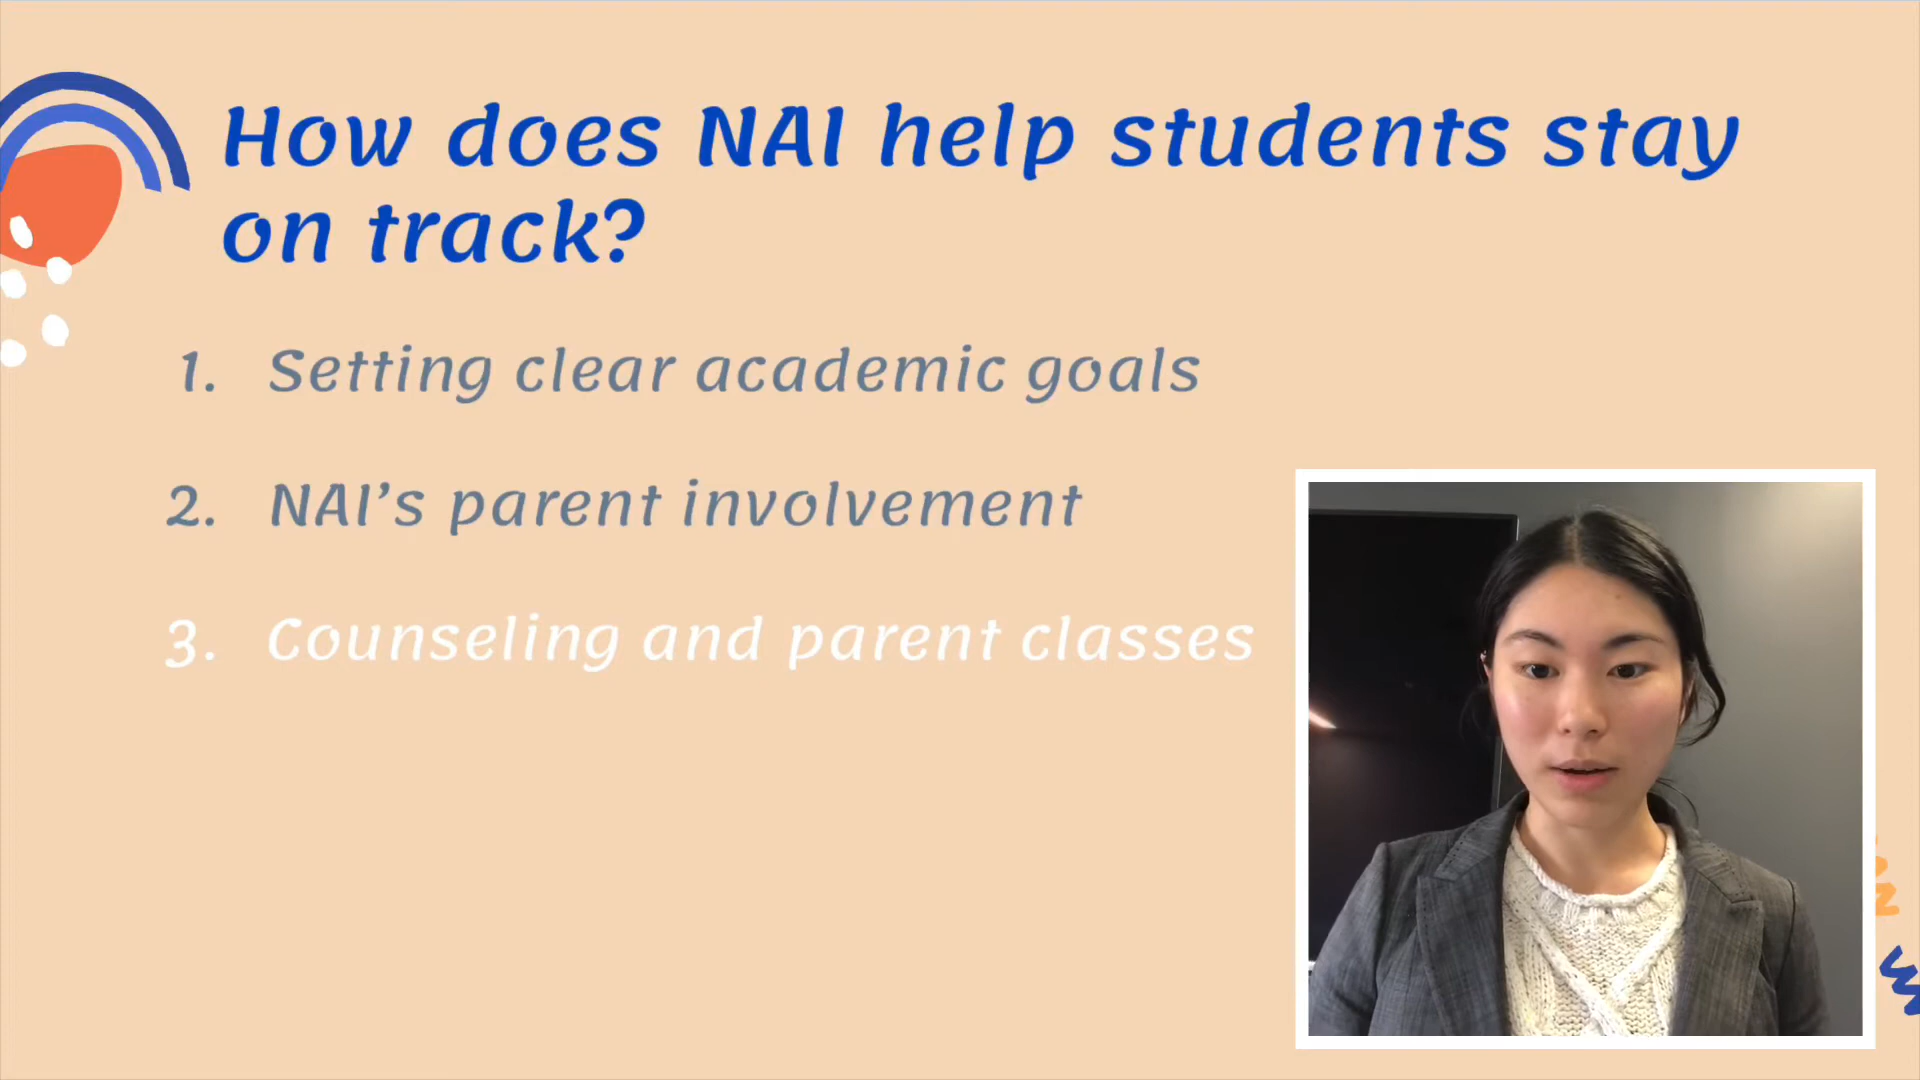 How does NAI help students stay
on track?
1. Setting clear academic goals
2. NAI's parent involvement
3. Counseling and parent classes